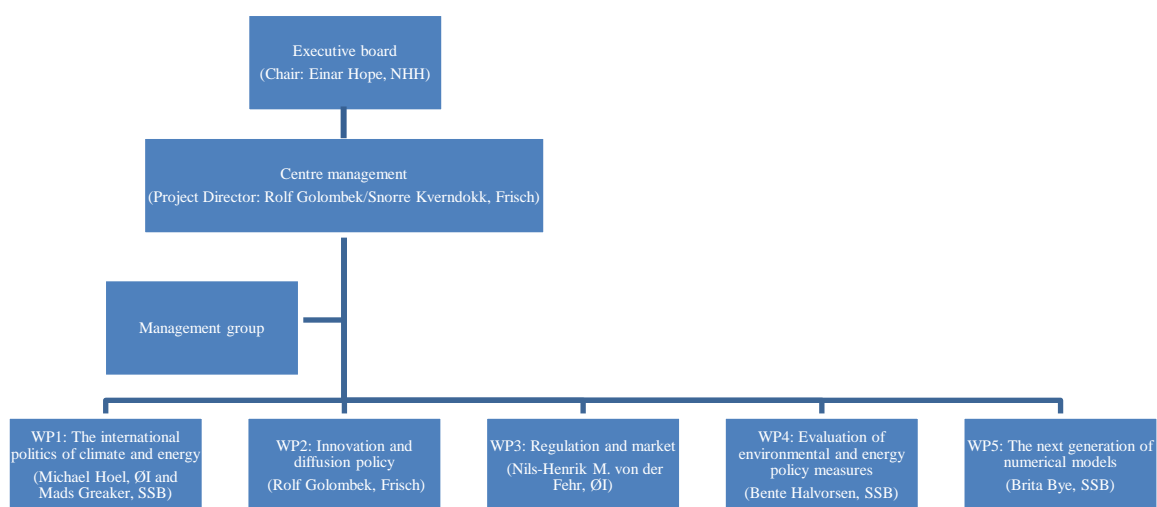 Executive board
(Chair: Einar Hope, NHH)
Centre management
(Project Director: Rolf Golombek/Snorre Kverndokk, Frisch)
Management group
WP1: The international
politics of climate and energy
(Michael Hoel, ØI and
Mads Greaker, SSB)
WP2: Innovation and
diffusion policy
(Rolf Golombek, Frisch)
WP3: Regulation and market
(Nils-Henrik M. von der
Fehr, ØI)
WP4: Evaluation of
environmental and energy
policy measures
(Bente Halvorsen, SSB)
WP5: The next generation of
numerical models
(Brita Bye, SSB)